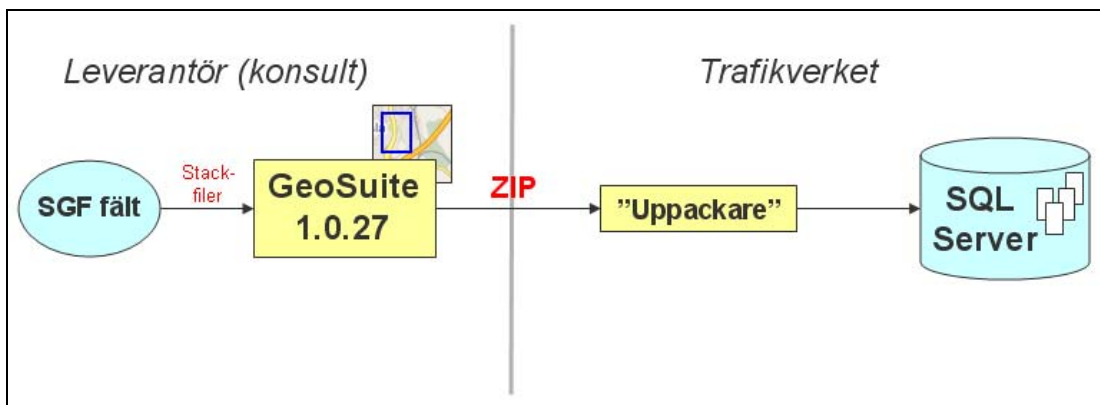 Leverantör (konsult)
Trafikverket
SGF fält
Stack-
filer
GeoSuite
1.0.27
ZIP
”Uppackare”
SQL
Server